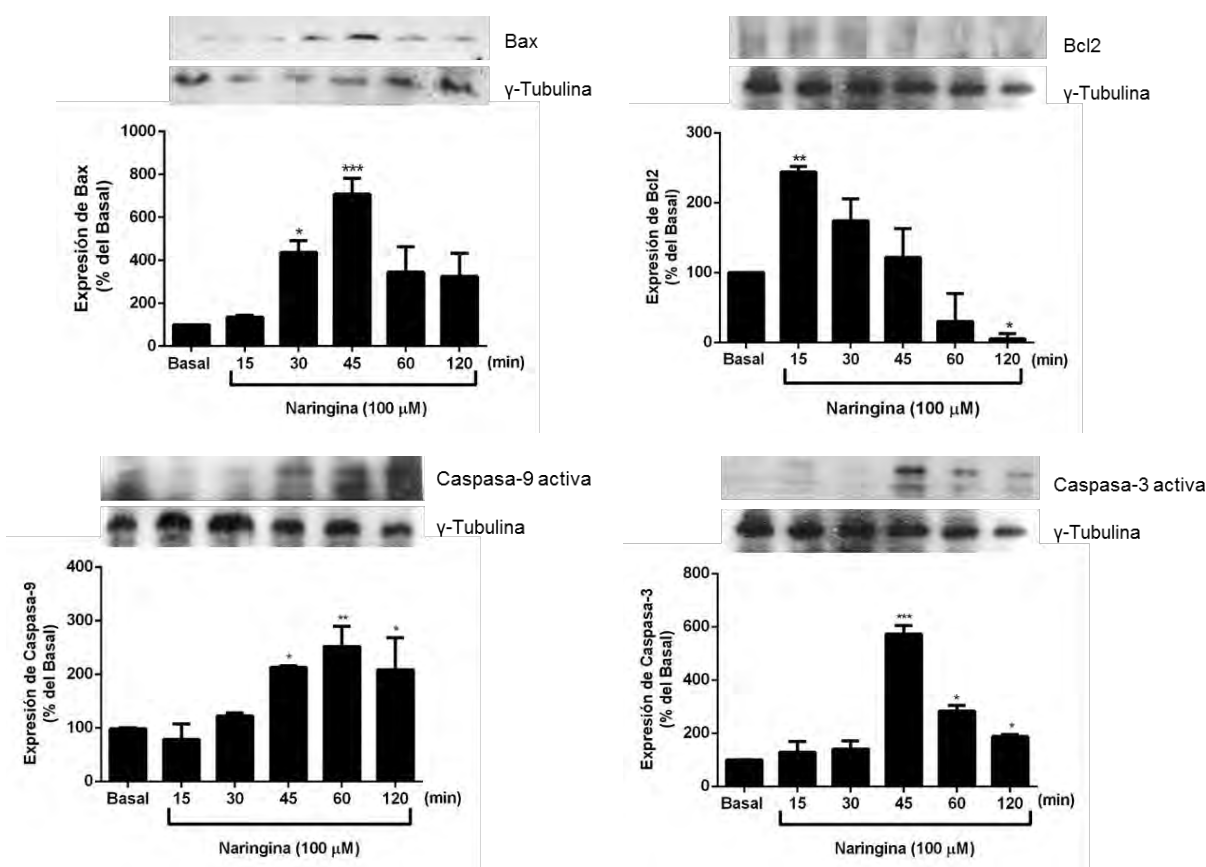 Bax
γ-Tubulina
Expresión de Bax
(% del Basal)
1000
800
600
400
200
0
*
***
Basal 15 30 45 60 120 (min)
Naringina (100 µM)
Bcl2
γ-Tubulina
Expresión de Bcl2
(% del Basal)
300
200
100
0
**
*
Basal 15 30 45 60 120 (min)
Naringina (100 µM)
Caspasa-9 activa
γ-Tubulina
Expresión de Caspasa-9
(% del Basal)
400
300
200
100
0
*
**
*
Basal 15 30 45 60 120 (min)
Naringina (100 µM)
Caspasa-3 activa
γ-Tubulina
Expresión de Caspasa-3
(% del Basal)
800
600
400
200
0
***
*
*
Basal 15 30 45 60 120 (min)
Naringina (100 µM)